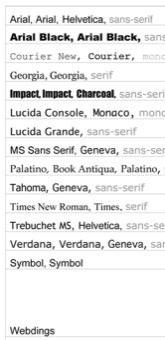 Arial, Arial, Helvetica, sans-serif
Arial Black, Arial Black, sans
Courier New, Courier, mono
Georgia, Georgia, serif
Impact, Impact, Charcoal, sans-serif
Lucida Console, Monaco, mono
Lucida Grande, sans-serif
MS Sans Serif, Geneva, sans-serif
Palatino, Book Antiqua, Palatino,
Tahoma, Geneva, sans-serif
Times New Roman, Times, serif
Trebuchet MS, Helvetica, sans-se
Verdana, Verdana, Geneva, san
Symbol, Symbol
Webdings